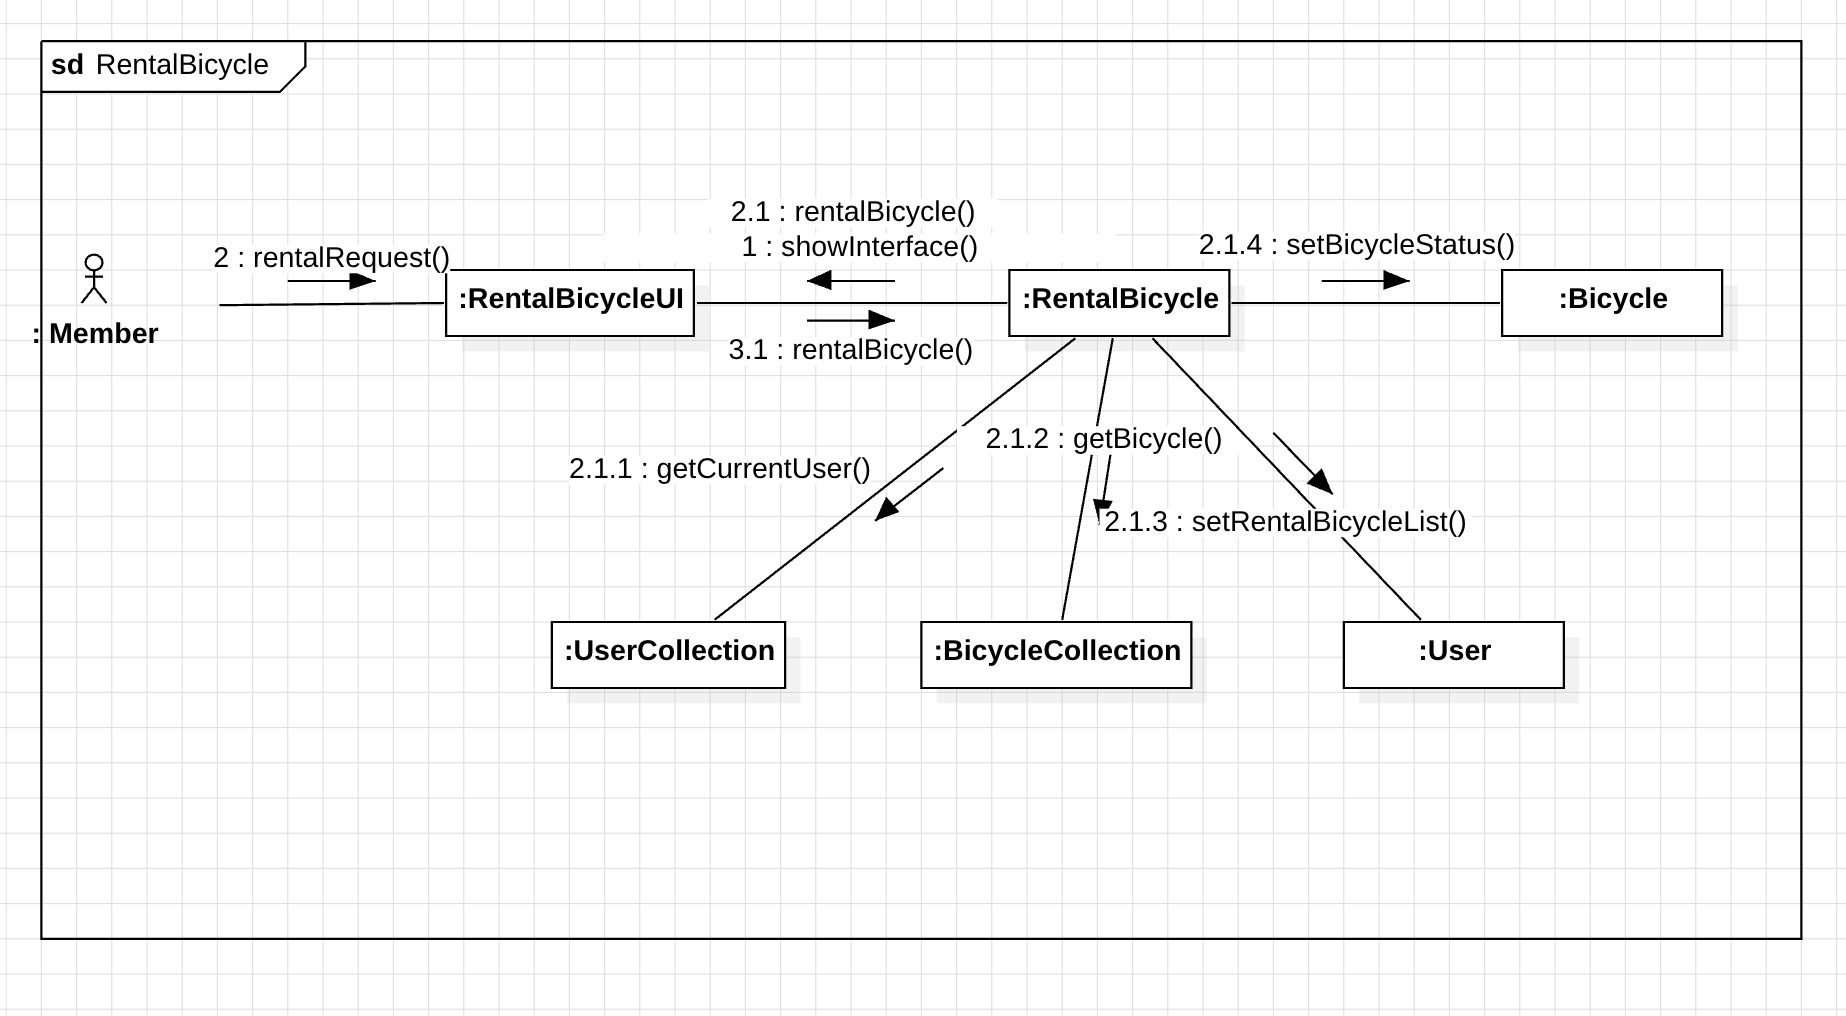 sd RentalBicycle
2.1 : rentalBicycle()
1 : showInterface()
2.1.4 : setBicycleStatus()
2 : rentalRequest()
:RentalBicycleUI
:RentalBicycle
:Bicycle
: Member
3.1 : rentalBicycle()
2.1.2 : getBicycle()
2.1.1 : getCurrentUser()
2.1.3 : setRentalBicycleList()
:UserCollection
:BicycleCollection
:User